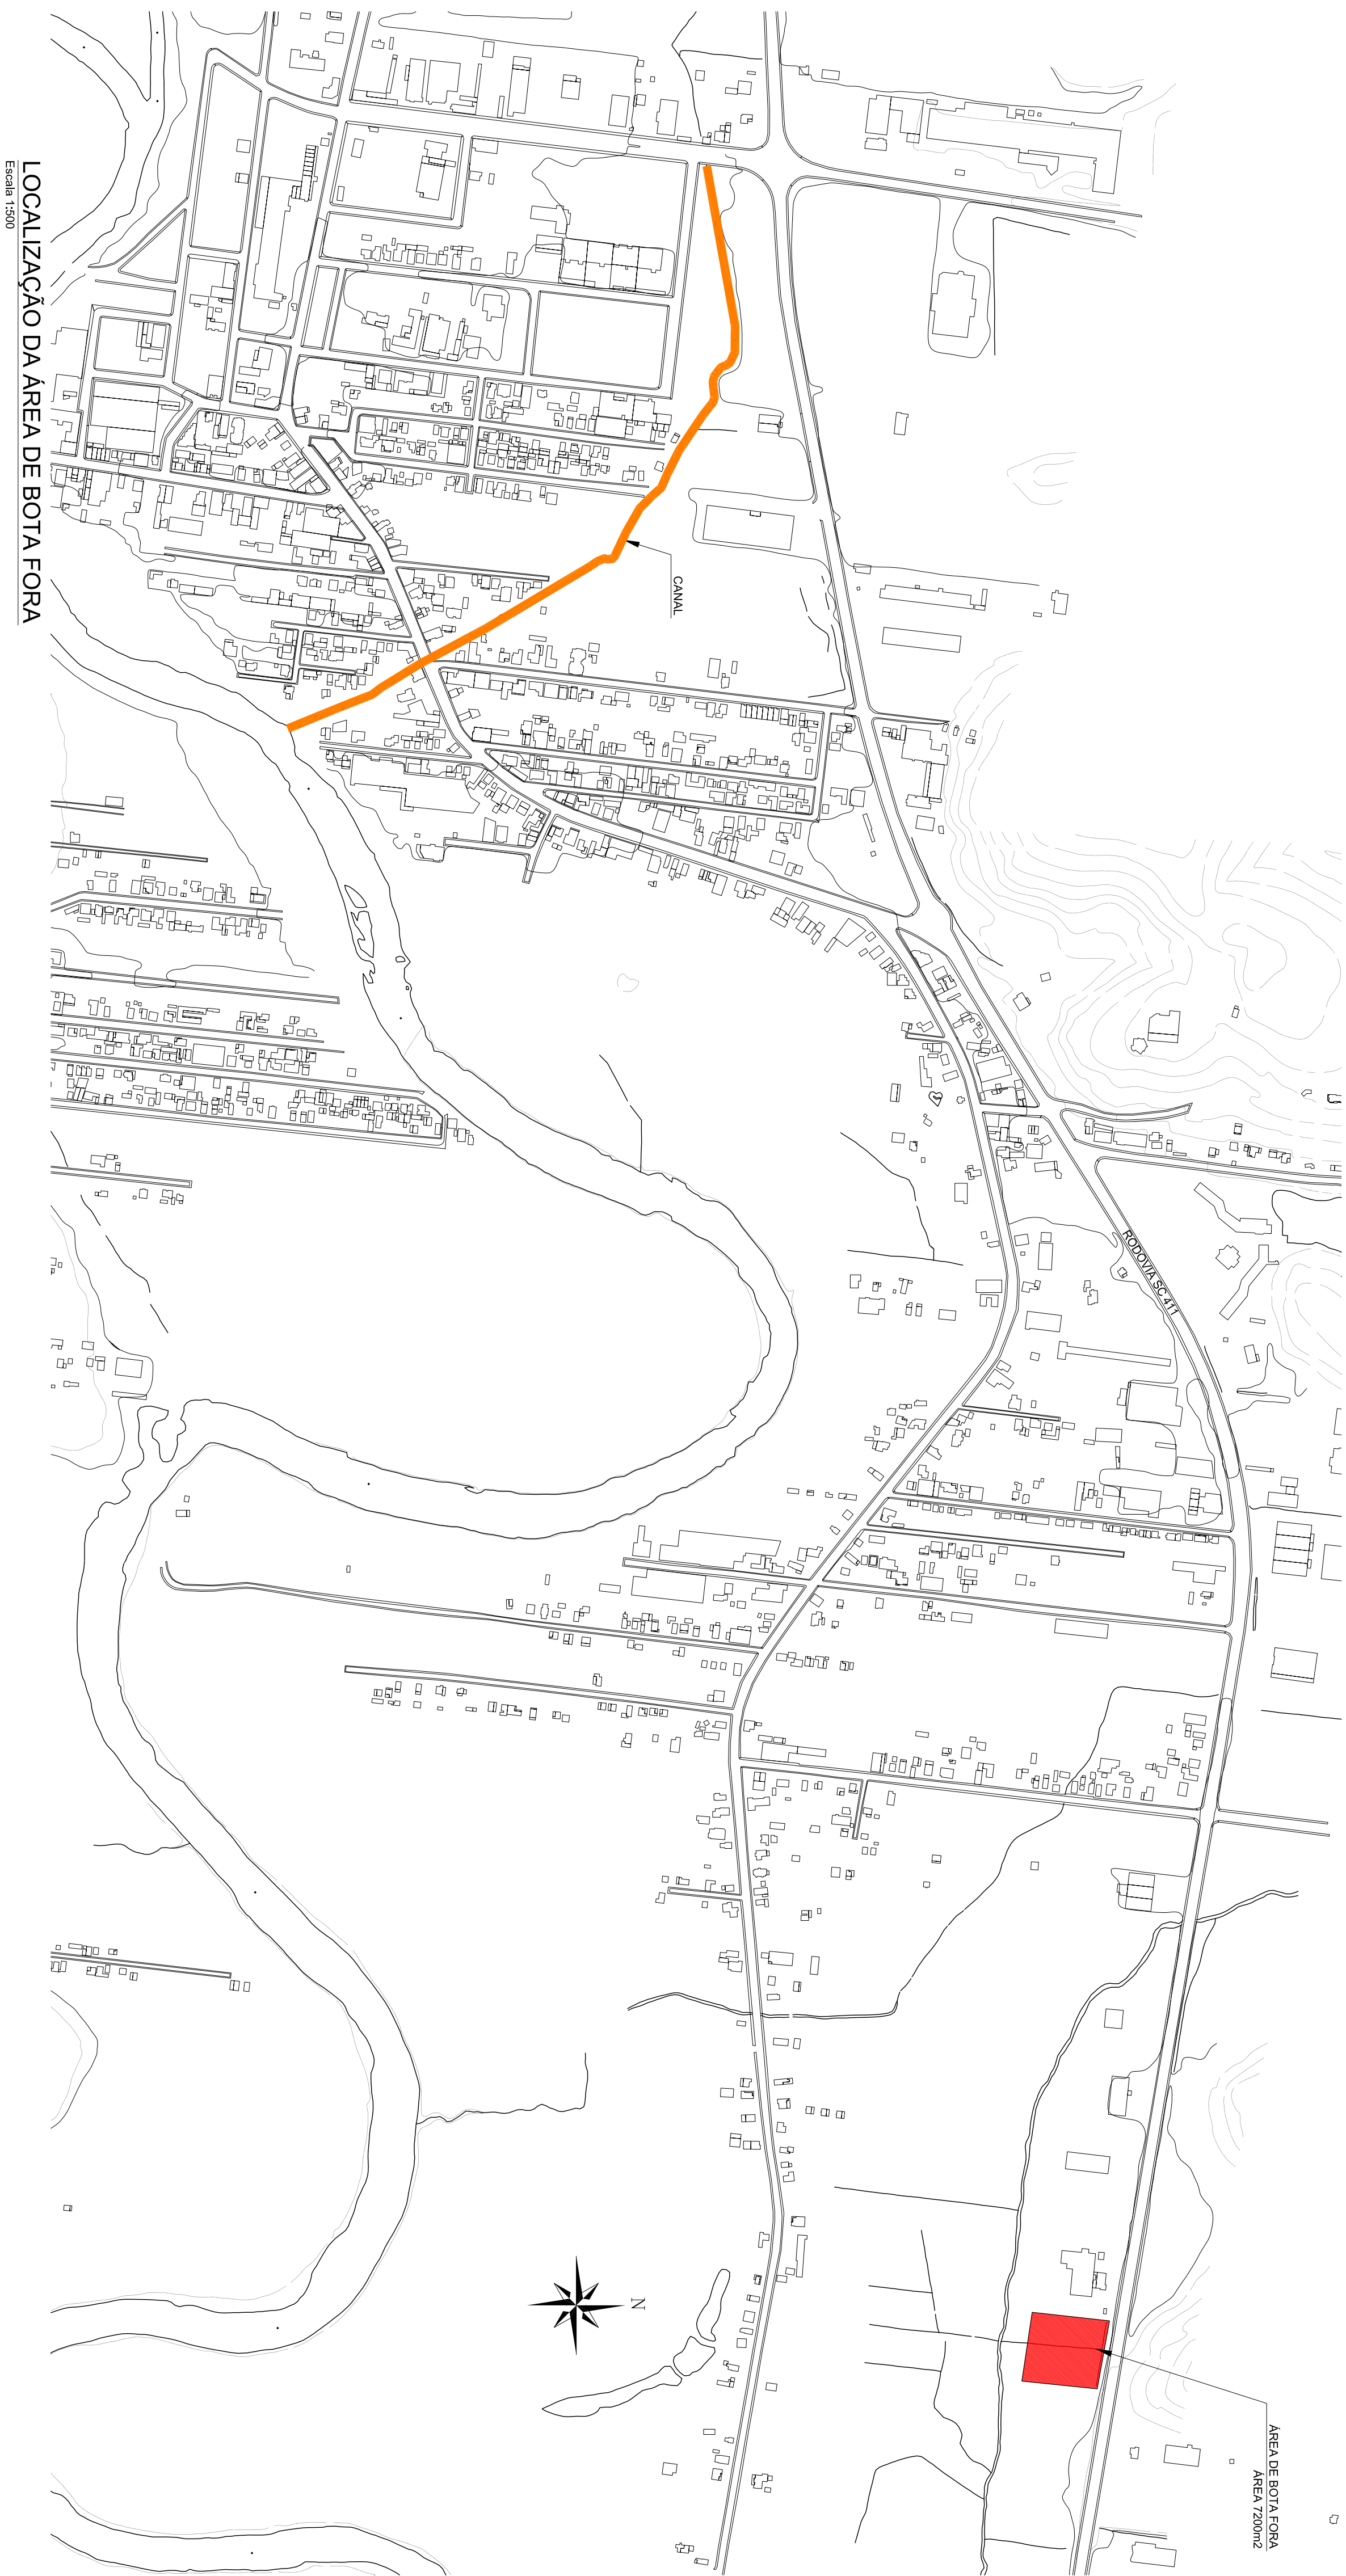 LOCALIZAÇÃO DA ÁREA DE BOTA FORA
Escala 1:500
CANAL
RODOVIA SC 411
N
ÁREA DE BOTA FORA
ÁREA 7200m2